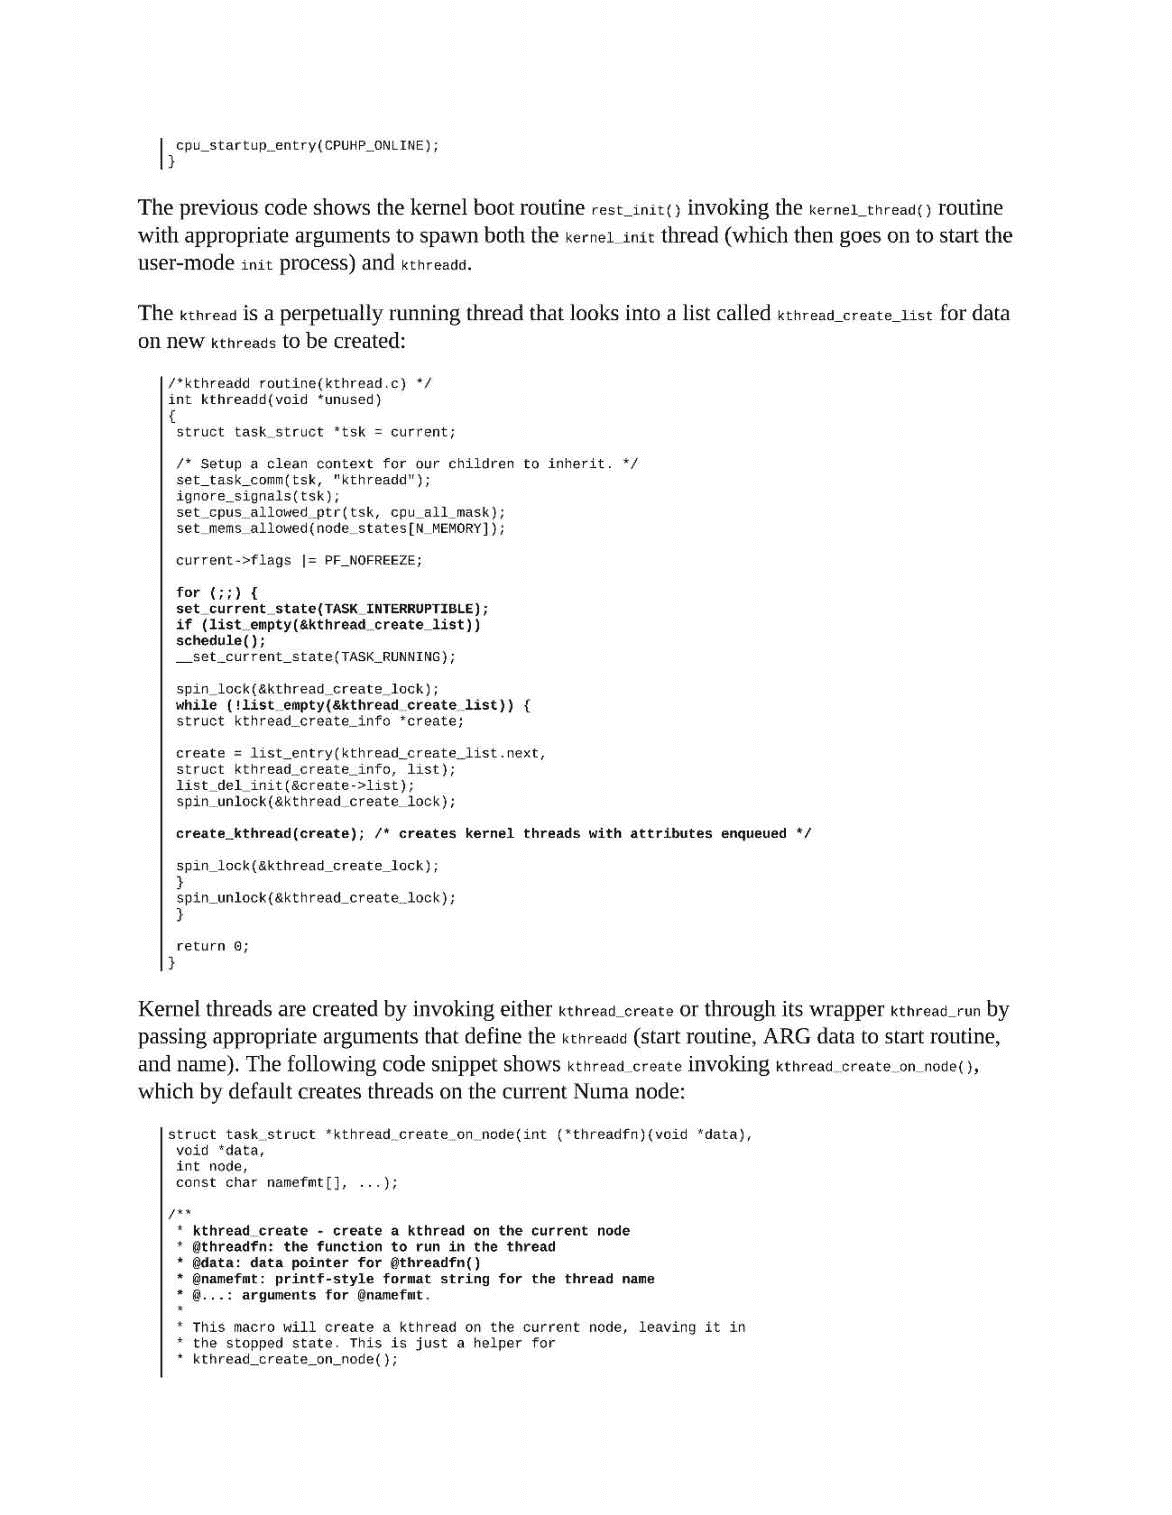 cpu_startup_entry(CPUHP_ONLINE);
}
The previous code shows the kernel boot routine rest_init() invoking the kernel_thread() routine
with appropriate arguments to spawn both the kernel_init thread (which then goes on to start the
user-mode init process) and kthreadd.
The kthread is a perpetually running thread that looks into a list called kthread_create_list for data
on new kthreads to be created:
/*kthreadd routine(kthread.c) */
int kthreadd(void *unused)
{
struct task_struct *tsk = current;
/* Setup a clean context for our children to inherit. */
set_task_comm(tsk, "kthreadd");
ignore_signals(tsk);
set_cpus_allowed_ptr(tsk, cpu_all_mask);
set_mems_allowed(node_states[N_MEMORY]);
current->flags |= PF_NOFREEZE;
for (;;) {
set_current_state(TASK_INTERRUPTIBLE);
if (list_empty(&kthread_create_list))
schedule();
__set_current_state(TASK_RUNNING);
spin_lock(&kthread_create_lock);
while (!list_empty(&kthread_create_list)) {
struct kthread_create_info *create;
create = list_entry(kthread_create_list.next,
struct kthread_create_info, list);
list_del_init(&create->list);
spin_unlock(&kthread_create_lock);
create_kthread(create); /* creates kernel threads with attributes enqueued */
spin_lock(&kthread_create_lock);
}
spin_unlock(&kthread_create_lock);
}
return 0;
}
Kernel threads are created by invoking either kthread_create or through its wrapper kthread_run by
passing appropriate arguments that define the kthreadd (start routine, ARG data to start routine,
and name). The following code snippet shows kthread_create invoking kthread_create_on_node(),
which by default creates threads on the current Numa node:
struct task_struct *kthread_create_on_node(int (*threadfn)(void *data),
void *data,
int node,
const char namefmt[], ...);
/**
* kthread_create - create a kthread on the current node
* @threadfn: the function to run in the thread
* @data: data pointer for @threadfn()
* @namefmt: printf-style format string for the thread name
* @...: arguments for @namefmt.
*
* This macro will create a kthread on the current node, leaving it in
* the stopped state. This is just a helper for
* kthread_create_on_node();